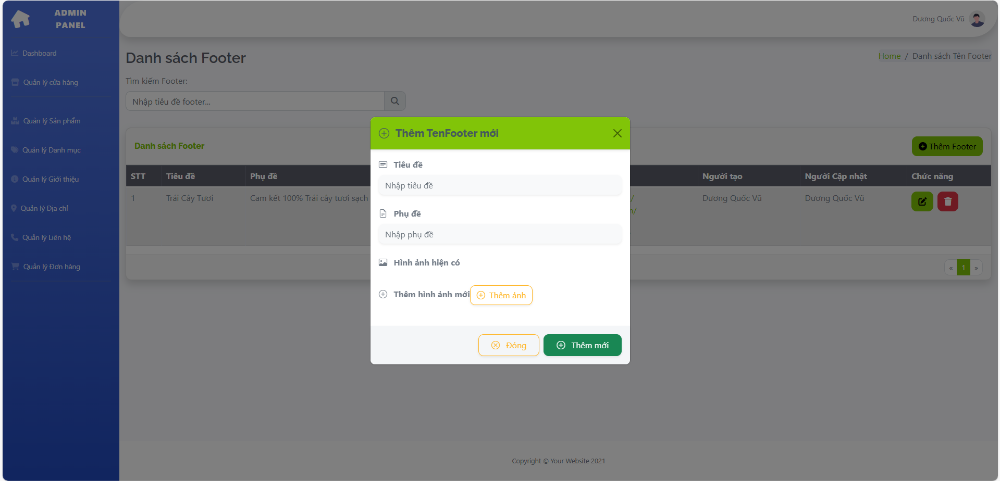 ADMIN
PANEL
Dashboard
Quản lý cửa hàng
Quản lý Sản phẩm
Quản lý Danh mục
Quản lý Giới thiệu
Quản lý Địa chỉ
Quản lý Liên hệ
Quản lý Đơn hàng
Dương Quốc Vũ
Danh sách Footer
Home / Danh sách Tên Footer
Tìm kiếm Footer:
Nhập tiêu đề footer...
Danh sách Footer
Thêm Footer
STT Tiêu đề Phụ đề Người tạo Người Cập nhật Chức năng
1 Trái Cây Tươi Cam kết 100% Trái cây tươi sạch Dương Quốc Vũ Dương Quốc Vũ
« 1 »
Thêm TenFooter mới
Tiêu đề
Nhập tiêu đề
Phụ đề
Nhập phụ đề
Hình ảnh hiện có
Thêm hình ảnh mới Thêm ảnh
Đóng Thêm mới
Copyright © Your Website 2021